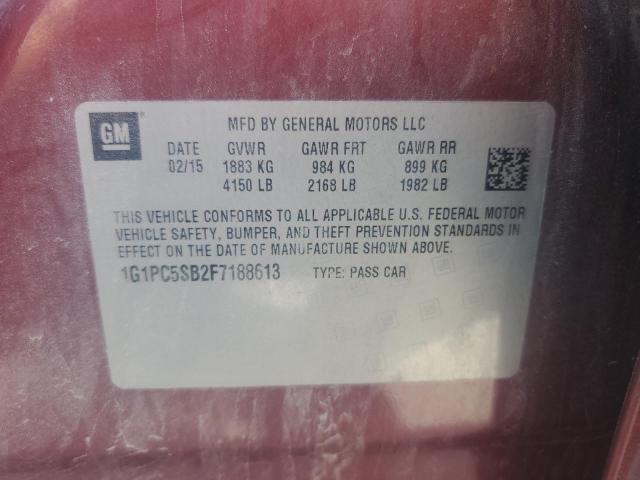 GM
MFD BY GENERAL MOTORS LLC
DATE GVWR GAWR FRT GAWR RR
02/15 1883 KG 984 KG 899 KG
4150 LB 2168 LB 1982 LB
THIS VEHICLE CONFORMS TO ALL APPLICABLE U.S. FEDERAL MOTOR
VEHICLE SAFETY, BUMPER, AND THEFT PREVENTION STANDARDS IN
EFFECT ON THE DATE OF MANUFACTURE SHOWN ABOVE.
1G1PC5SB2F7188613 TYPE: PASS CAR